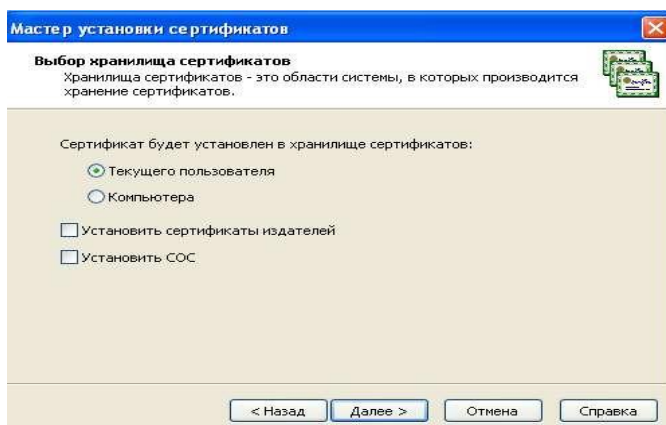 Мастер установки сертификатов
Выбор хранилища сертификатов
Хранилища сертификатов - это области системы, в которых производится
хранение сертификатов.
Сертификат будет установлен в хранилище сертификатов:
Текущего пользователя
Компьютера
Установить сертификаты издателей
Установить СОС
< Назад
Далее >
Отмена
Справка